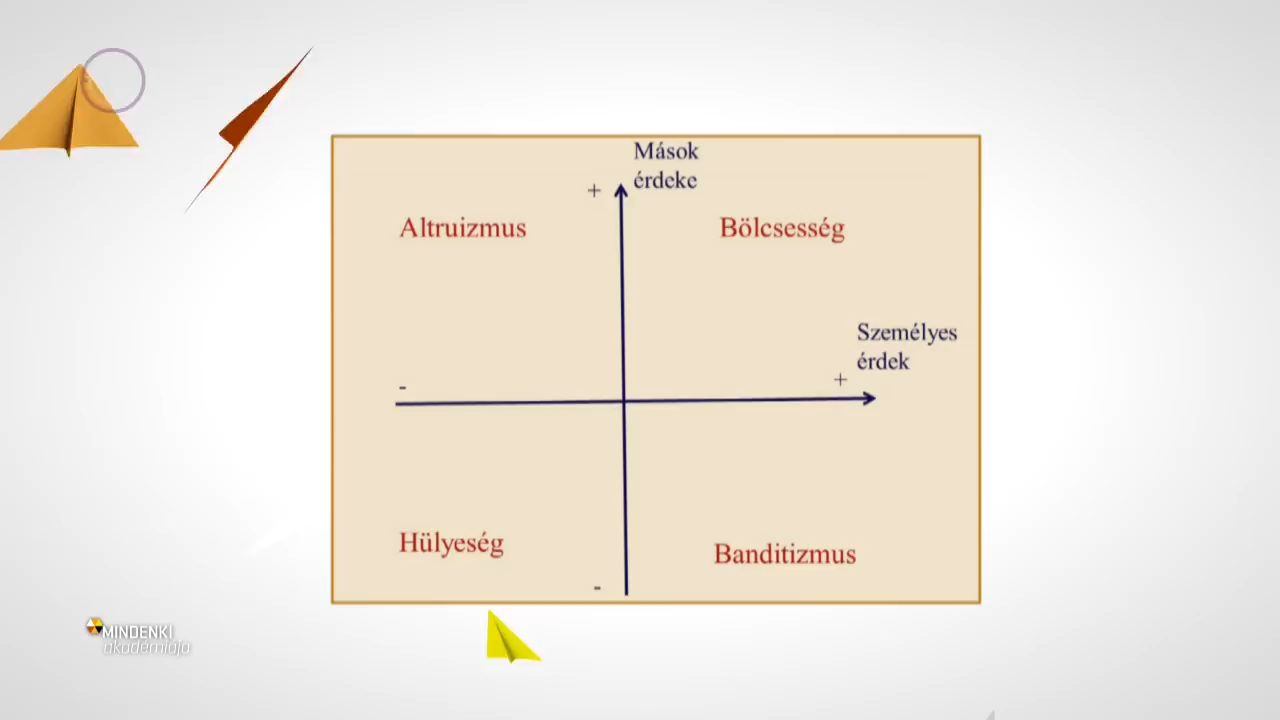 Mások
érdeke
+
Altruizmus
Bölcsesség
Személyes
érdek
-
+
Hülyeség
Banditizmus
-
MINDENKI
akadémiája